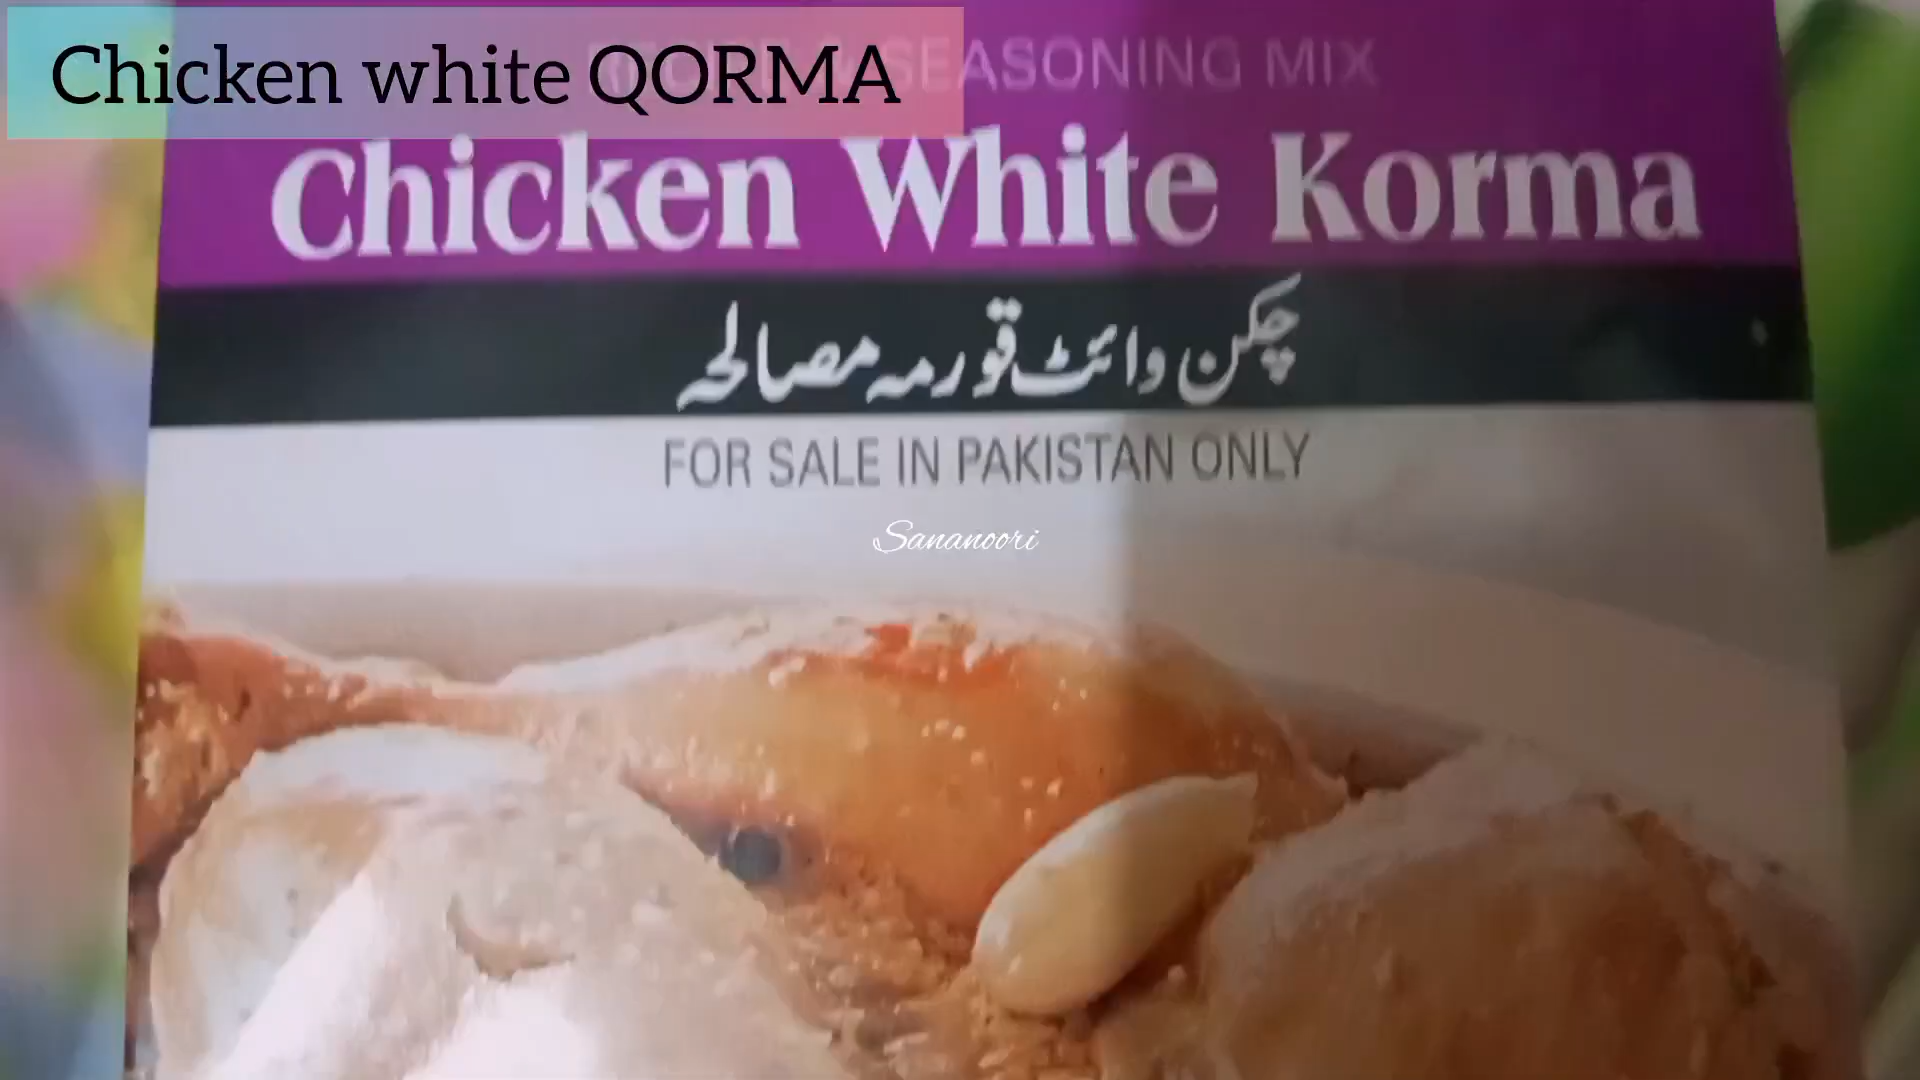 Chicken white QORMA
SEASONING MIX
Chicken White Korma
چکن وائٹ قورمہ مصالحہ
FOR SALE IN PAKISTAN ONLY
Sananoori